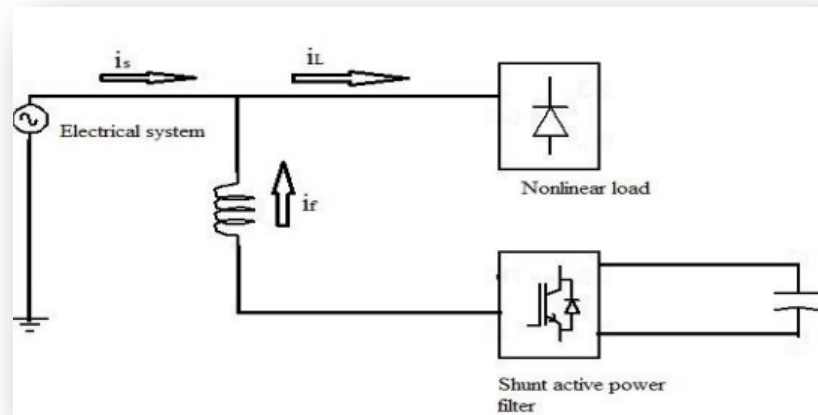 is
iL
Electrical system
if
Nonlinear load
Shunt active power
filter